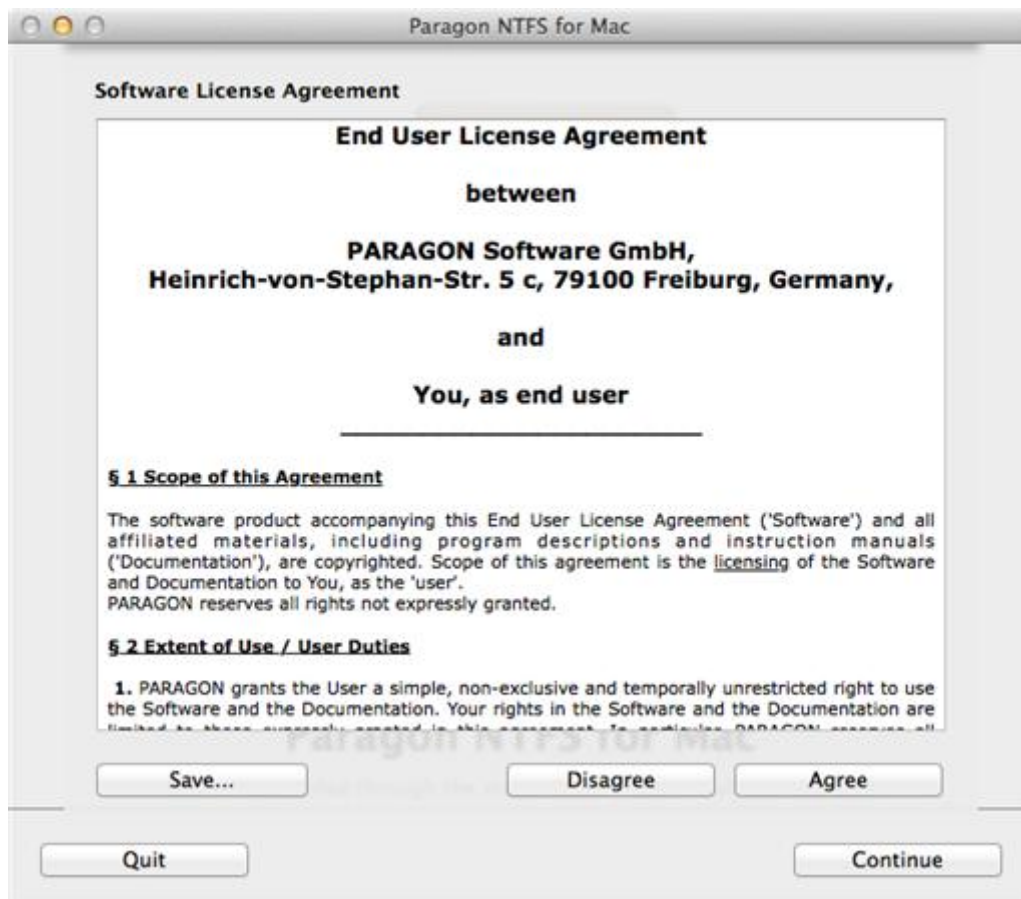 Paragon NTFS for Mac
Software License Agreement
End User License Agreement
between
PARAGON Software GmbH,
Heinrich-von-Stephan-Str. 5 c, 79100 Freiburg, Germany,
and
You, as end user
§ 1 Scope of this Agreement
The software product accompanying this End User License Agreement ('Software') and all
affiliated materials, including program descriptions and instruction manuals
('Documentation'), are copyrighted. Scope of this agreement is the licensing of the Software
and Documentation to You, as the 'user'.
PARAGON reserves all rights not expressly granted.
§ 2 Extent of Use / User Duties
1. PARAGON grants the User a simple, non-exclusive and temporally unrestricted right to use
the Software and the Documentation. Your rights in the Software and the Documentation are
Paragon NTFS for Mac
Save...
Disagree
Agree
through the
Quit
Continue